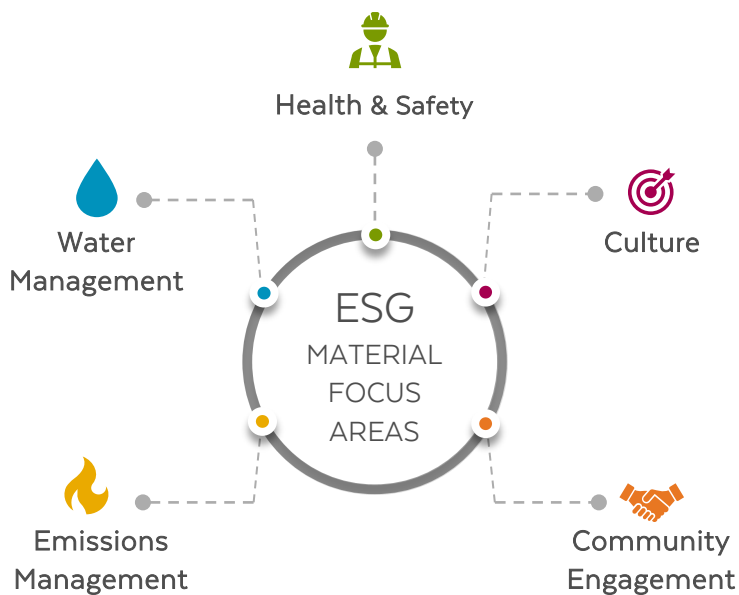 Health & Safety
Water
Management
Culture
ESG
MATERIAL
FOCUS
AREAS
Emissions
Management
Community
Engagement